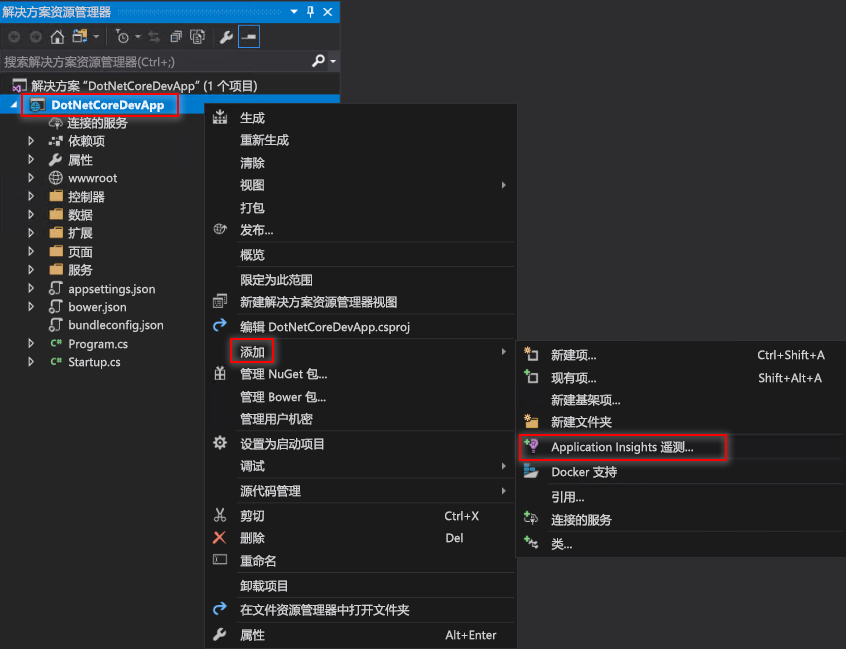 解决方案资源管理器
搜索解决方案资源管理器(Ctrl+;)
解决方案 "DotNetCoreDevApp" (1 个项目)
DotNetCoreDevApp
连接的服务
依赖项
属性
wwwroot
控制器
数据
扩展
页面
服务
appsettings.json
bower.json
bundleconfig.json
C# Program.cs
C# Startup.cs
生成
重新生成
清除
视图
打包
发布...
概览
限定为此范围
新建解决方案资源管理器视图
编辑 DotNetCoreDevApp.csproj
添加
管理 NuGet 包...
管理 Bower 包...
管理用户机密
设置为启动项目
调试
源代码管理
剪切 Ctrl+X
删除 Del
重命名
卸载项目
在文件资源管理器中打开文件夹
属性 Alt+Enter
新建项... Ctrl+Shift+A
现有项... Shift+Alt+A
新建基架项...
新建文件夹
Application Insights 遥测...
Docker 支持
引用...
连接的服务
类...